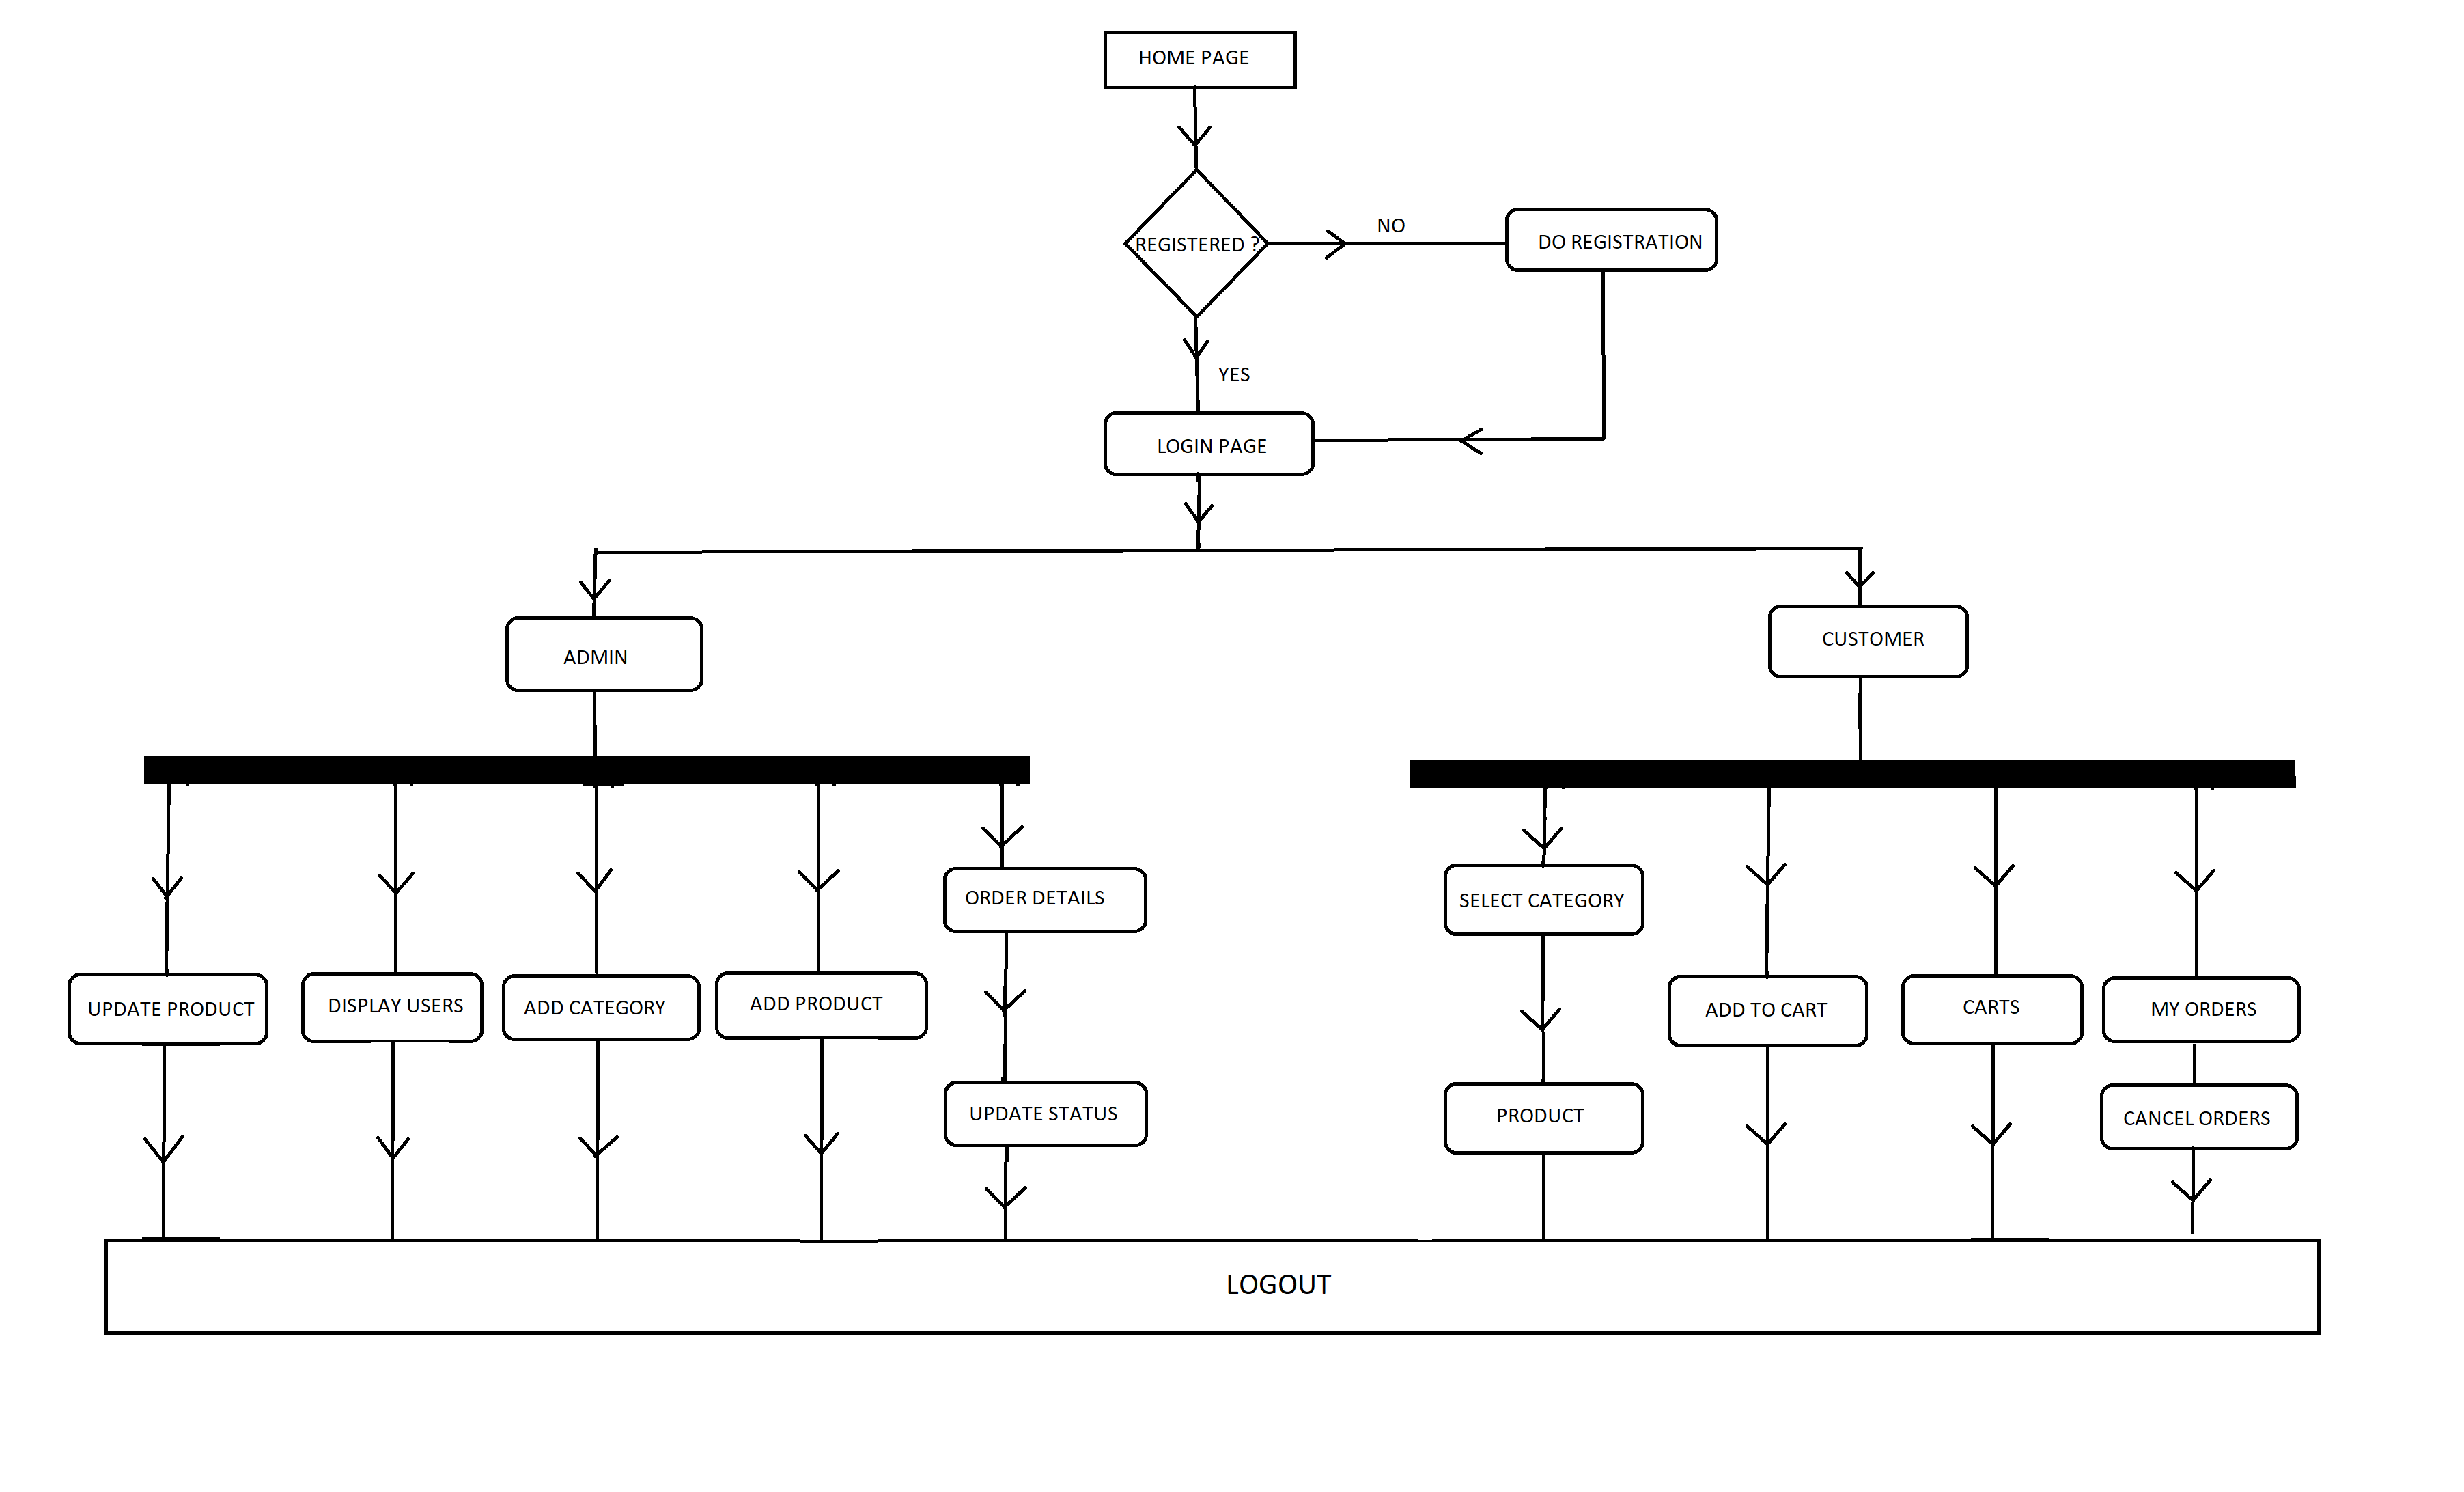 HOME PAGE
REGISTERED ?
NO
DO REGISTRATION
YES
LOGIN PAGE
ADMIN
CUSTOMER
ORDER DETAILS
SELECT CATEGORY
UPDATE PRODUCT
DISPLAY USERS
ADD CATEGORY
ADD PRODUCT
ADD TO CART
CARTS
MY ORDERS
UPDATE STATUS
PRODUCT
CANCEL ORDERS
LOGOUT